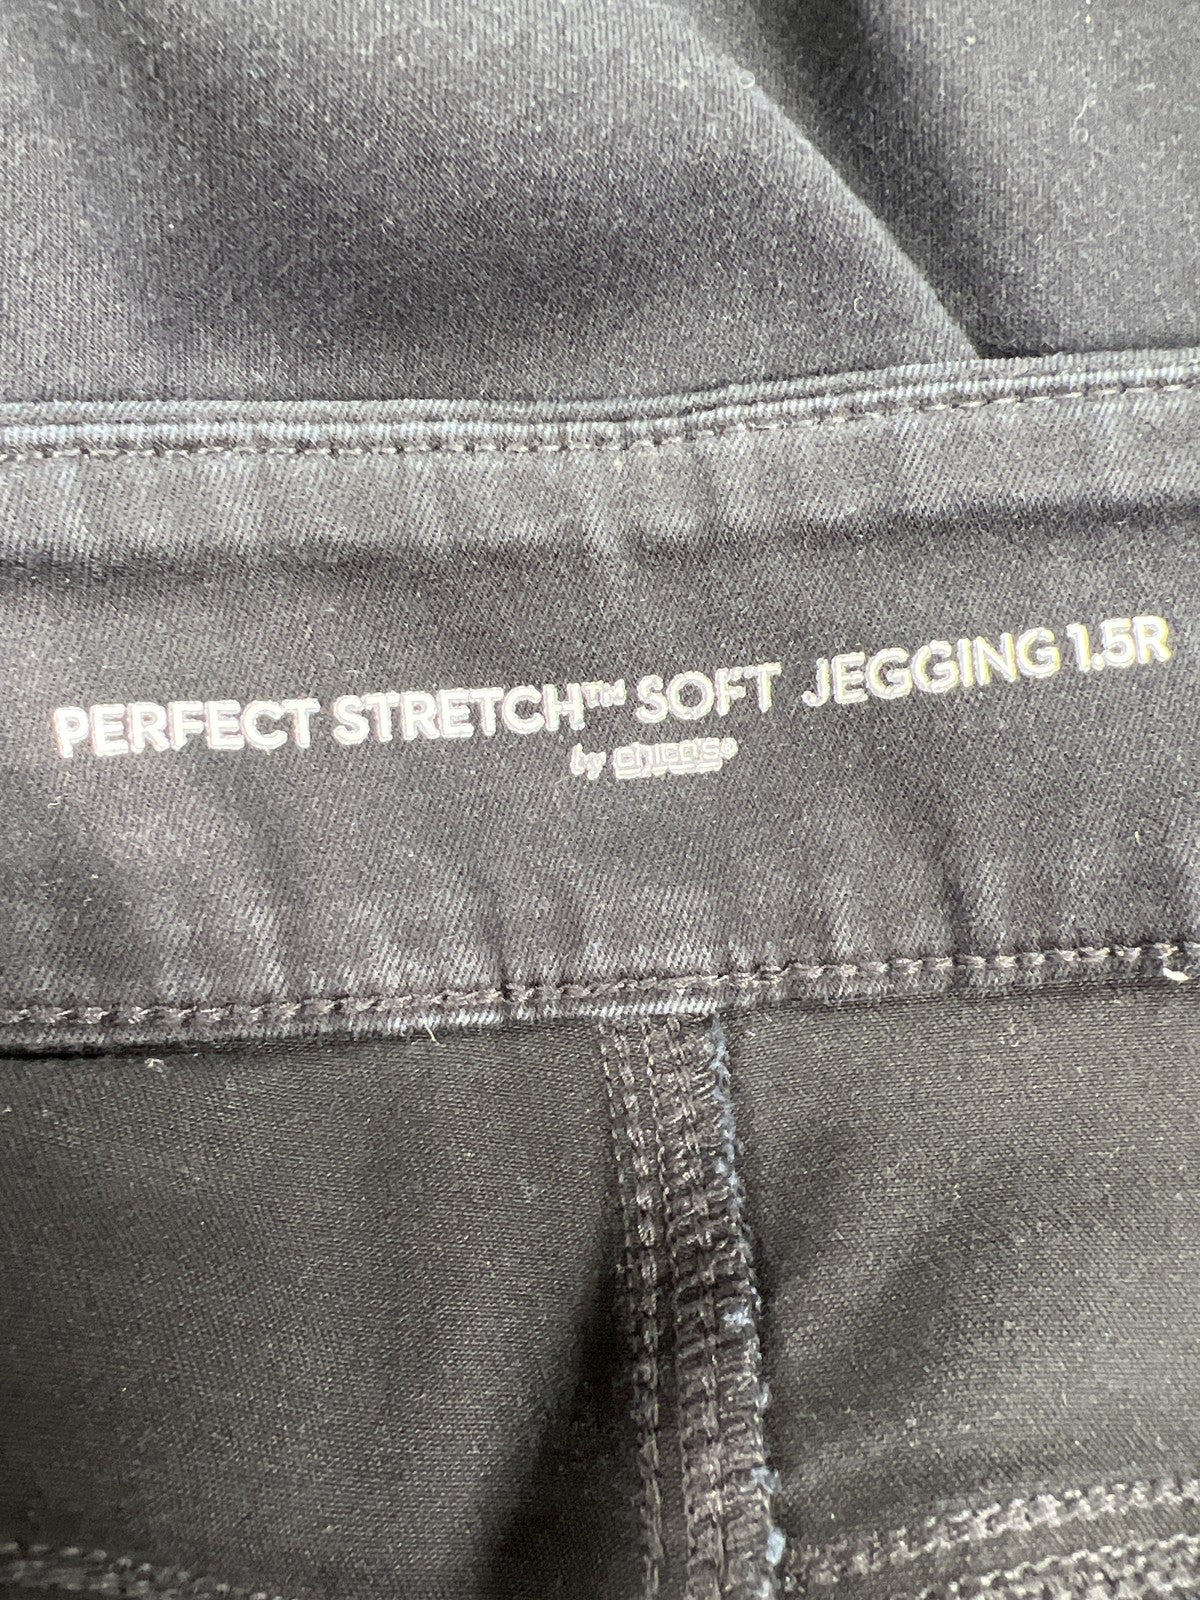 PERFECT STRETCH™ SOFT JEGGING 1.5R
by chico's®